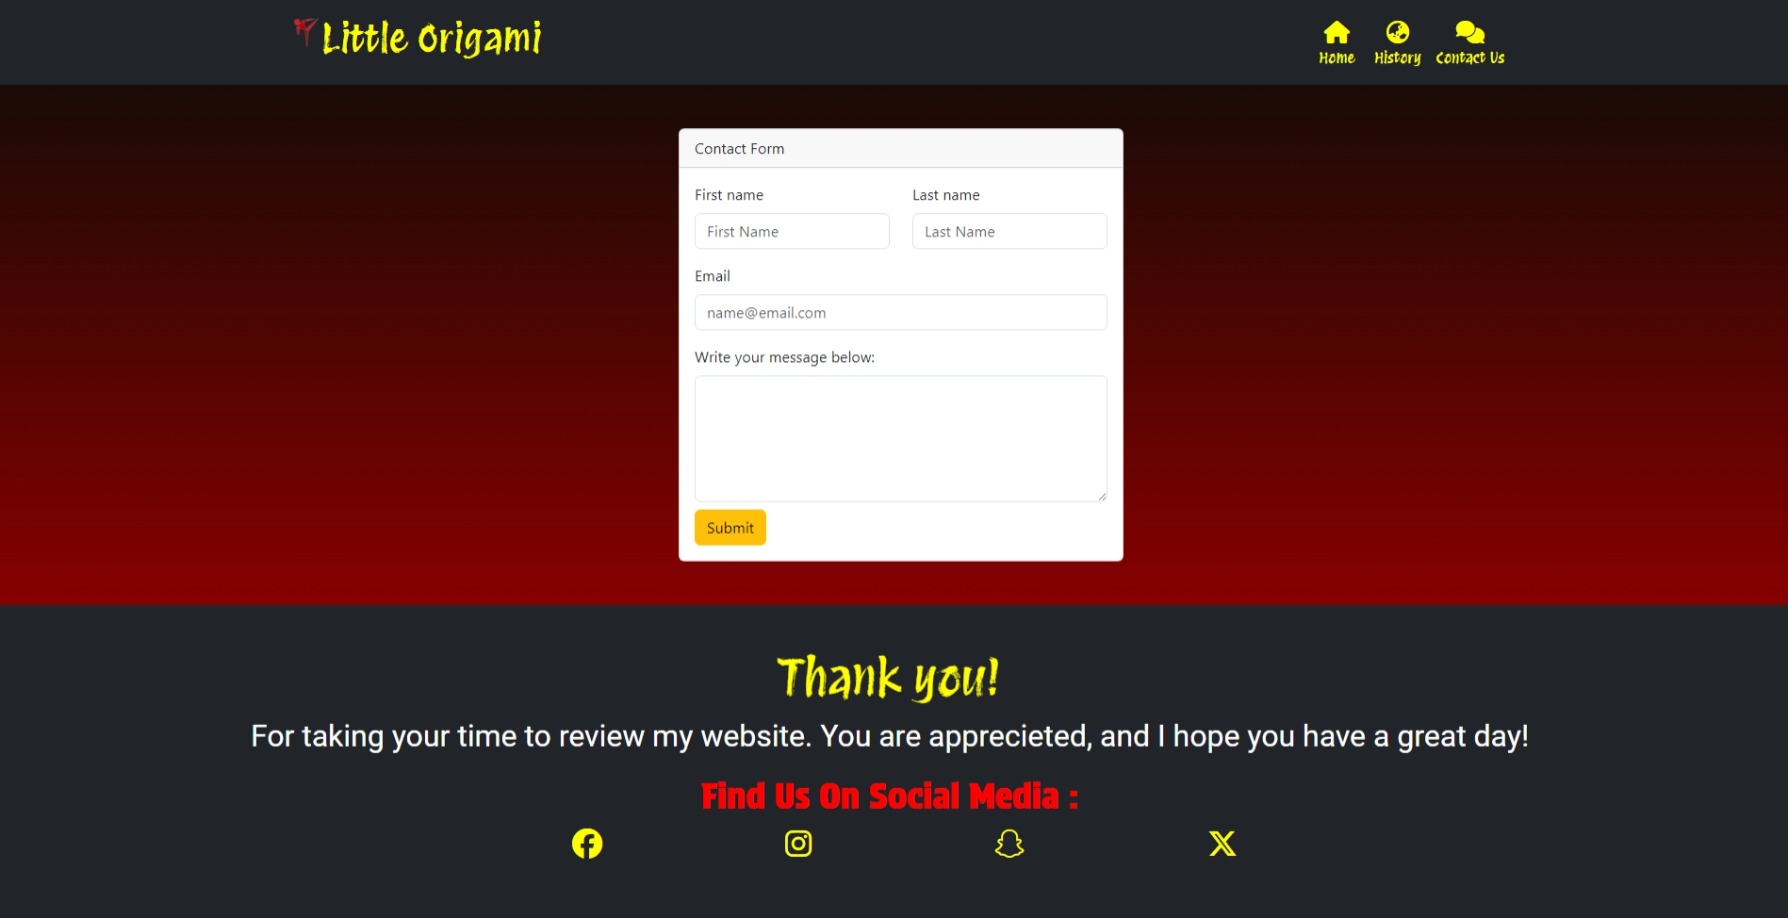 Little Origami
Home History Contact Us
Contact Form
First name Last name
First Name Last Name
Email
name@email.com
Write your message below:
Submit
Thank you!
For taking your time to review my website. You are apprecieted, and I hope you have a great day!
Find Us On Social Media :